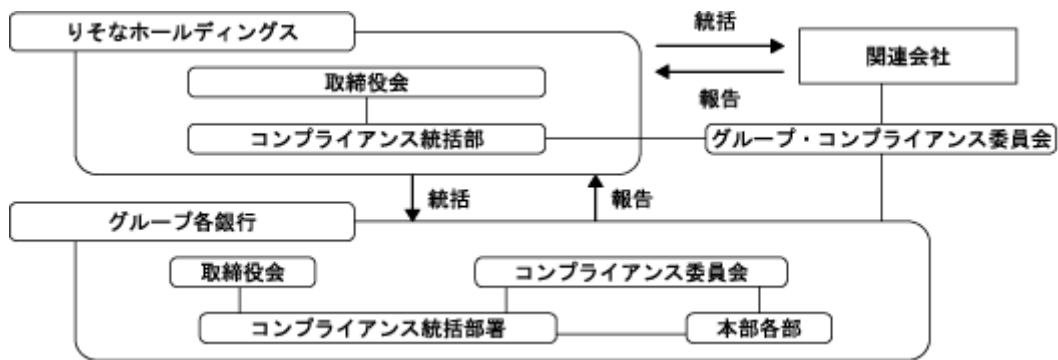 りそなホールディングス
統括
関連会社
取締役会
報告
コンプライアンス統括部
グループ・コンプライアンス委員会
統括
報告
グループ各銀行
取締役会
コンプライアンス委員会
コンプライアンス統括部署
本部各部